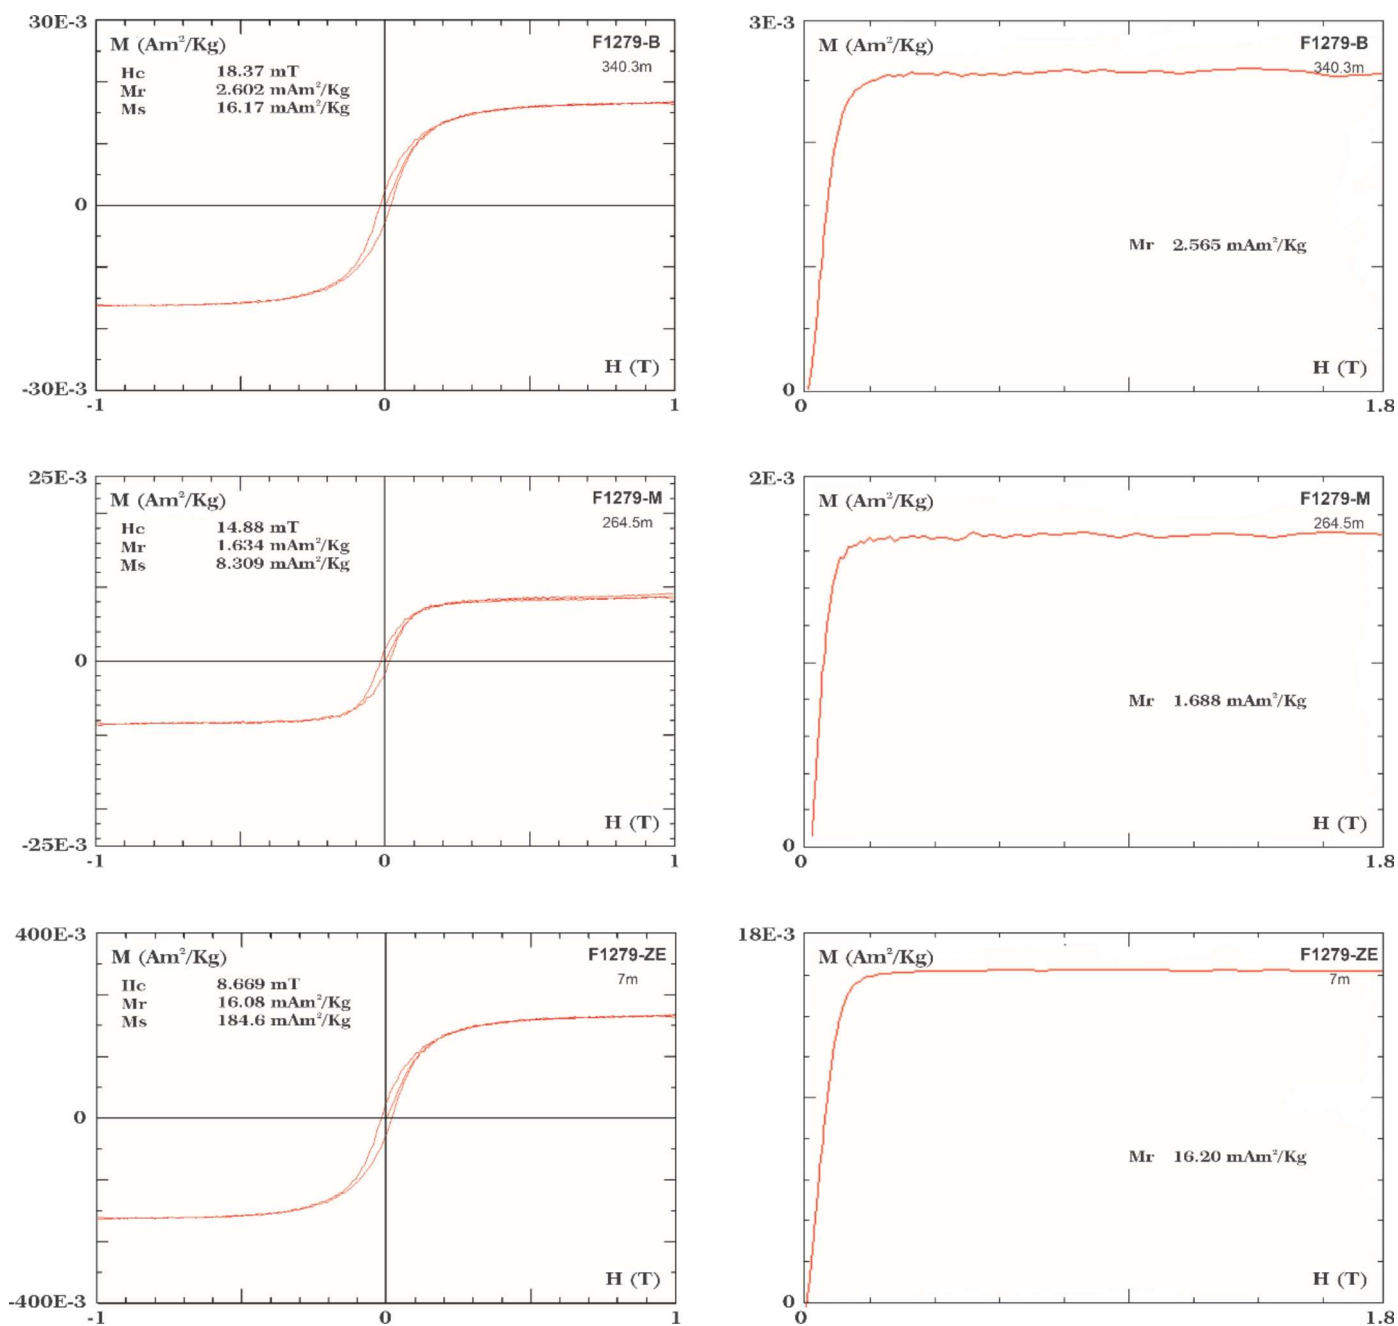 30E-3
M (Am²/Kg)
F1279-B
340.3m
Hc 18.37 mT
Mr 2.602 mAm²/Kg
Ms 16.17 mAm²/Kg
0
H (T)
-30E-3
-1 0 1
3E-3
M (Am²/Kg)
F1279-B
340.3m
Mr 2.565 mAm²/Kg
H (T)
0
0 1.8
25E-3
M (Am²/Kg)
F1279-M
264.5m
Hc 14.88 mT
Mr 1.634 mAm²/Kg
Ms 8.309 mAm²/Kg
0
H (T)
-25E-3
-1 0 1
2E-3
M (Am²/Kg)
F1279-M
264.5m
Mr 1.688 mAm²/Kg
H (T)
0
0 1.8
400E-3
M (Am²/Kg)
F1279-ZE
7m
Hc 8.669 mT
Mr 16.08 mAm²/Kg
Ms 184.6 mAm²/Kg
0
H (T)
-400E-3
-1 0 1
18E-3
M (Am²/Kg)
F1279-ZE
7m
Mr 16.20 mAm²/Kg
H (T)
0
0 1.8